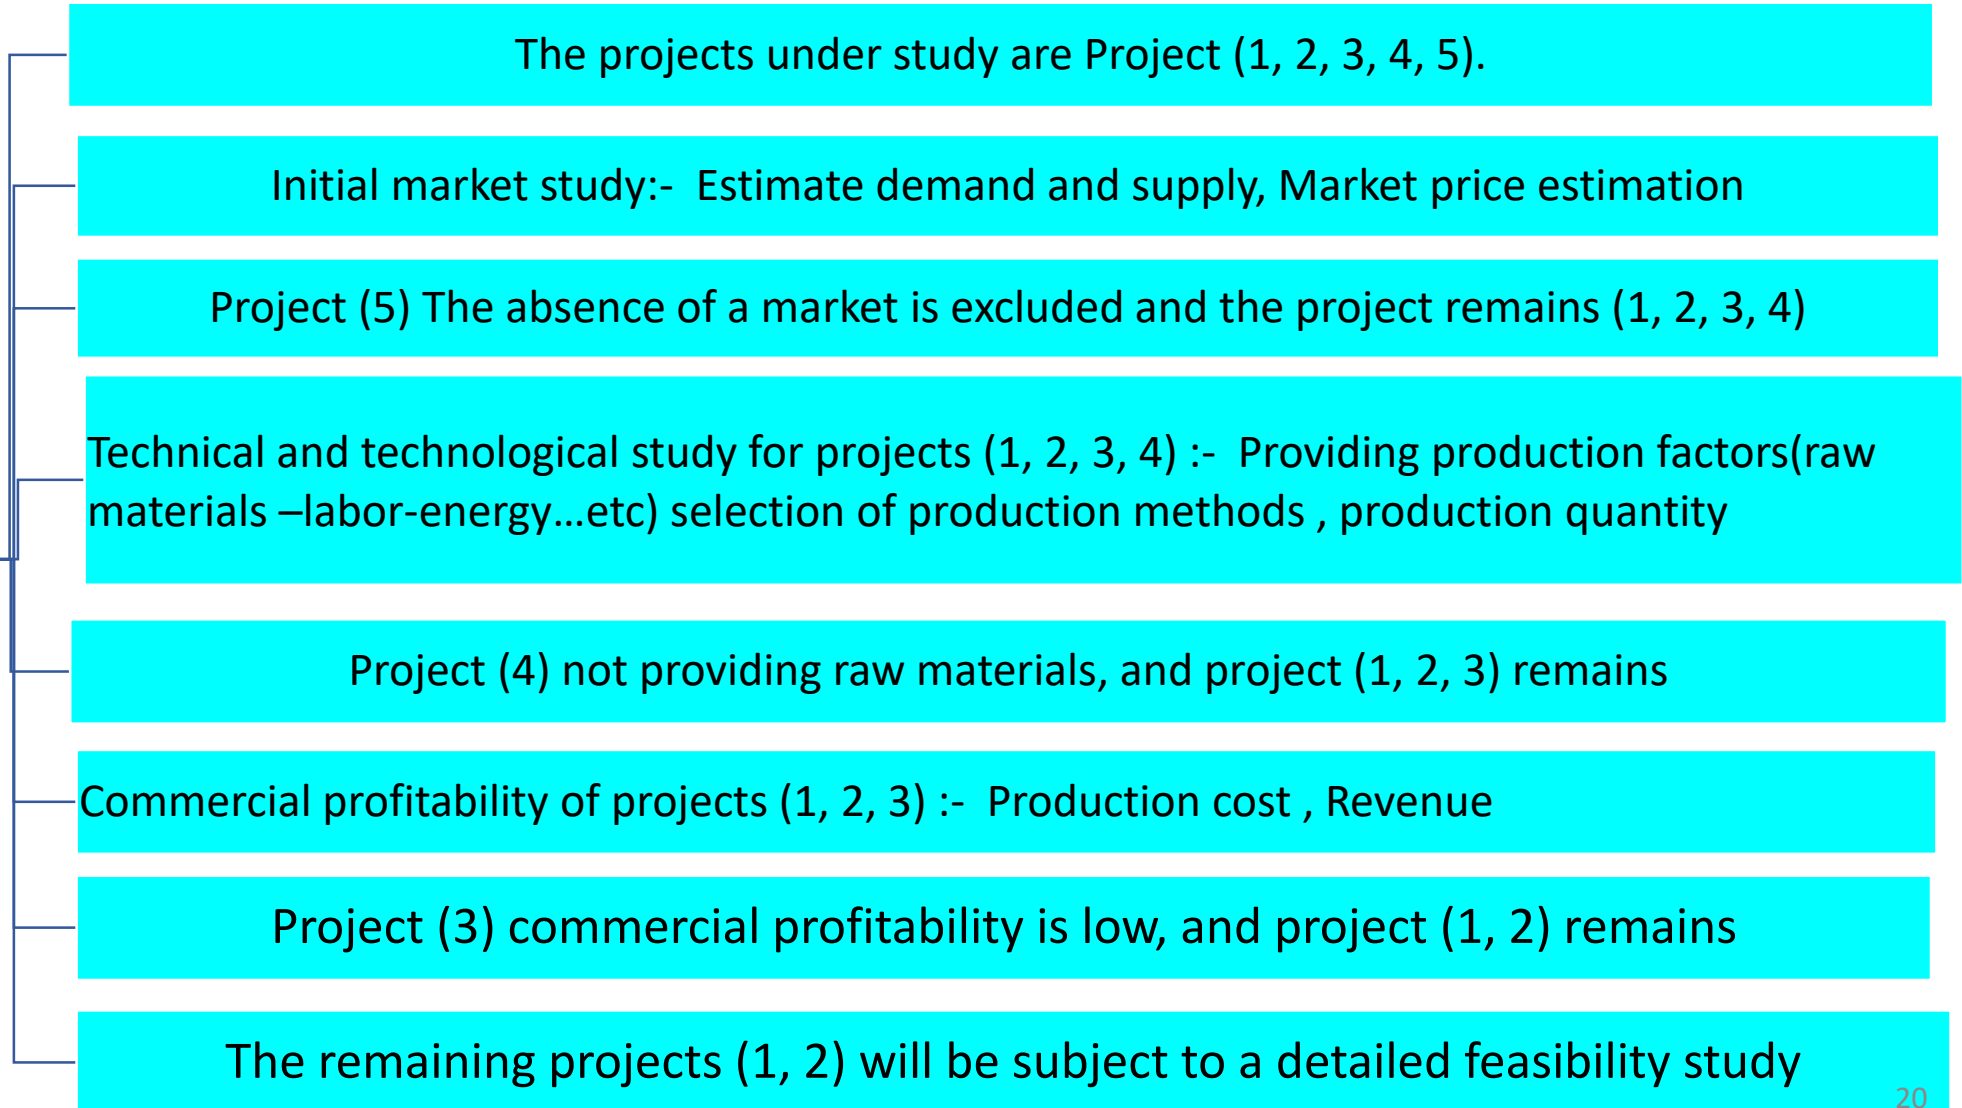 The projects under study are Project (1, 2, 3, 4, 5).
Initial market study:-  Estimate demand and supply, Market price estimation
Project (5) The absence of a market is excluded and the project remains (1, 2, 3, 4)
Technical and technological study for projects (1, 2, 3, 4) :-  Providing production factors(raw
materials –labor-energy…etc) selection of production methods , production quantity
Project (4) not providing raw materials, and project (1, 2, 3) remains
Commercial profitability of projects (1, 2, 3) :-  Production cost , Revenue
Project (3) commercial profitability is low, and project (1, 2) remains
The remaining projects (1, 2) will be subject to a detailed feasibility study
20